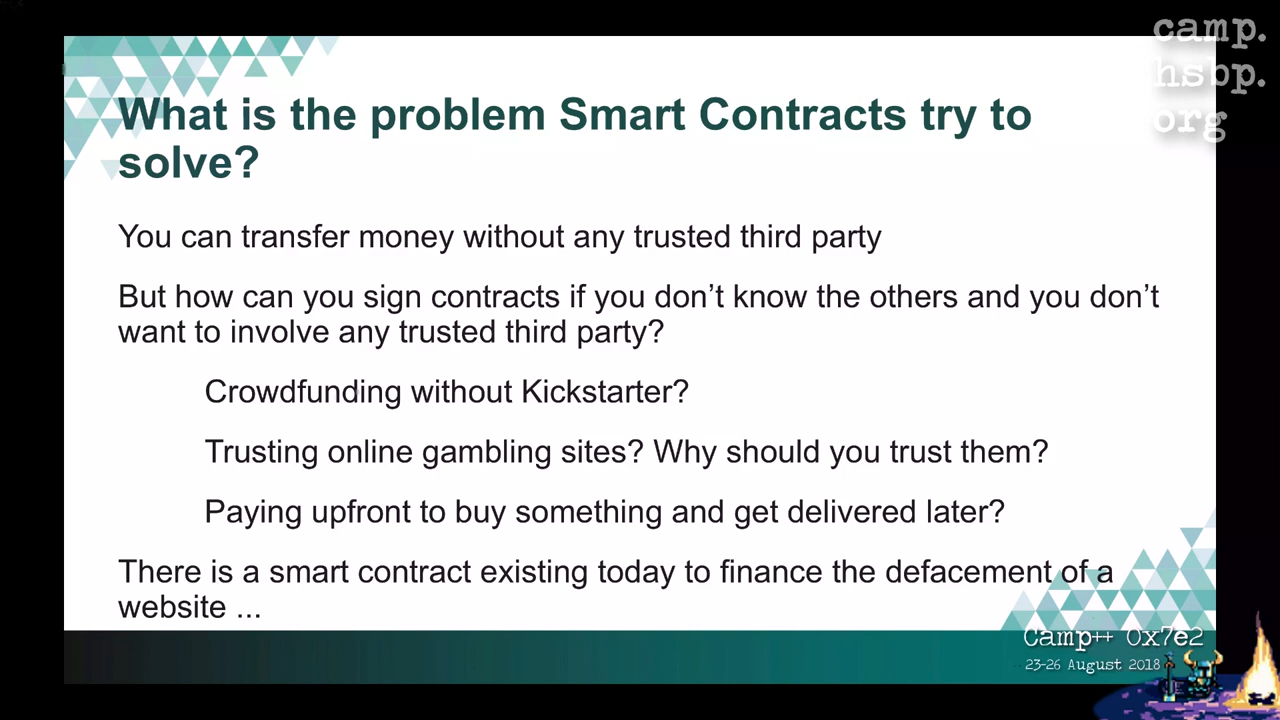 camp.
hsbp.
org
What is the problem Smart Contracts try to
solve?
You can transfer money without any trusted third party
But how can you sign contracts if you don’t know the others and you don’t
want to involve any trusted third party?
Crowdfunding without Kickstarter?
Trusting online gambling sites? Why should you trust them?
Paying upfront to buy something and get delivered later?
There is a smart contract existing today to finance the defacement of a
website ...
Camp++ 0x7e2
23-26 August 2018